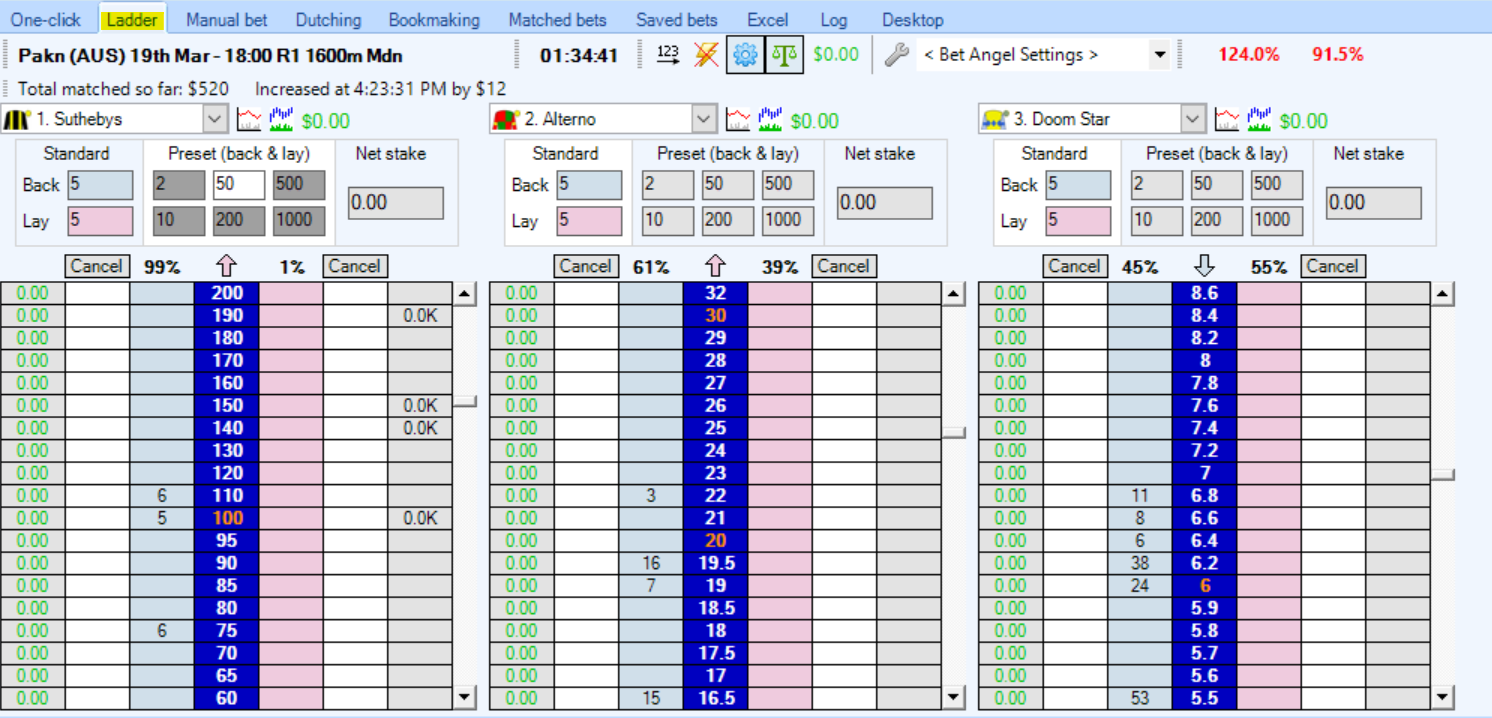 One-click Ladder Manual bet Dutching Bookmaking Matched bets Saved bets Excel Log Desktop
Pakn (AUS) 19th Mar - 18:00 R1 1600m Mdn 01:34:41 123 $0.00 < Bet Angel Settings > 124.0% 91.5%
Total matched so far: $520 Increased at 4:23:31 PM by $12
1. Suthebys $0.00 2. Alterno $0.00 3. Doom Star $0.00
Standard Preset (back & lay) Net stake Standard Preset (back & lay) Net stake Standard Preset (back & lay) Net stake
Back 5 2 50 500 0.00 Back 5 2 50 500 0.00 Back 5 2 50 500 0.00
Lay 5 10 200 1000 Lay 5 10 200 1000 Lay 5 10 200 1000
Cancel 99% 1% Cancel Cancel 61% 39% Cancel Cancel 45% 55% Cancel
0.00 200 0.00 32 0.00 8.6
0.00 190 0.0K 0.00 30 0.00 8.4
0.00 180 0.00 29 0.00 8.2
0.00 170 0.00 28 0.00 8
0.00 160 0.00 27 0.00 7.8
0.00 150 0.0K 0.00 26 0.00 7.6
0.00 140 0.0K 0.00 25 0.00 7.4
0.00 130 0.00 24 0.00 7.2
0.00 120 0.00 23 0.00 7
0.00 6 110 0.00 3 22 0.00 11 6.8
0.00 5 100 0.0K 0.00 21 0.00 8 6.6
0.00 95 0.00 20 0.00 6 6.4
0.00 90 0.00 16 19.5 0.00 38 6.2
0.00 85 0.00 7 19 0.00 24 6
0.00 80 0.00 18.5 0.00 5.9
0.00 6 75 0.00 18 0.00 5.8
0.00 70 0.00 17.5 0.00 5.7
0.00 65 0.00 17 0.00 5.6
0.00 60 0.00 15 16.5 0.00 53 5.5